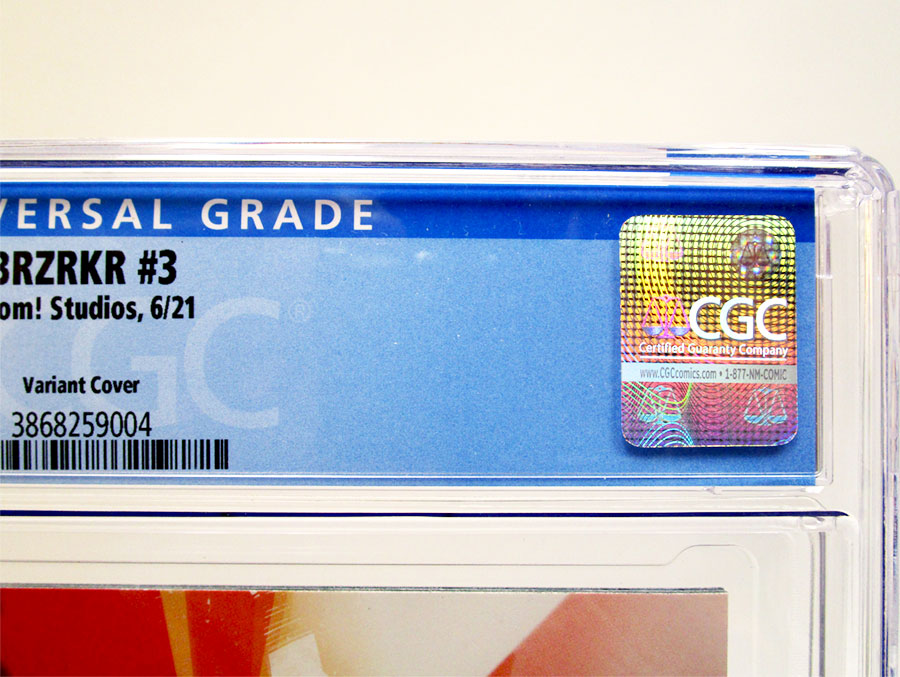 VERSAL GRADE
BRZRKR #3
om! Studios, 6/21
CGC®
Variant Cover
3868259004
CGC
Certified Guaranty Company
www.CGCcomics.com • 1-877-NM-COMIC